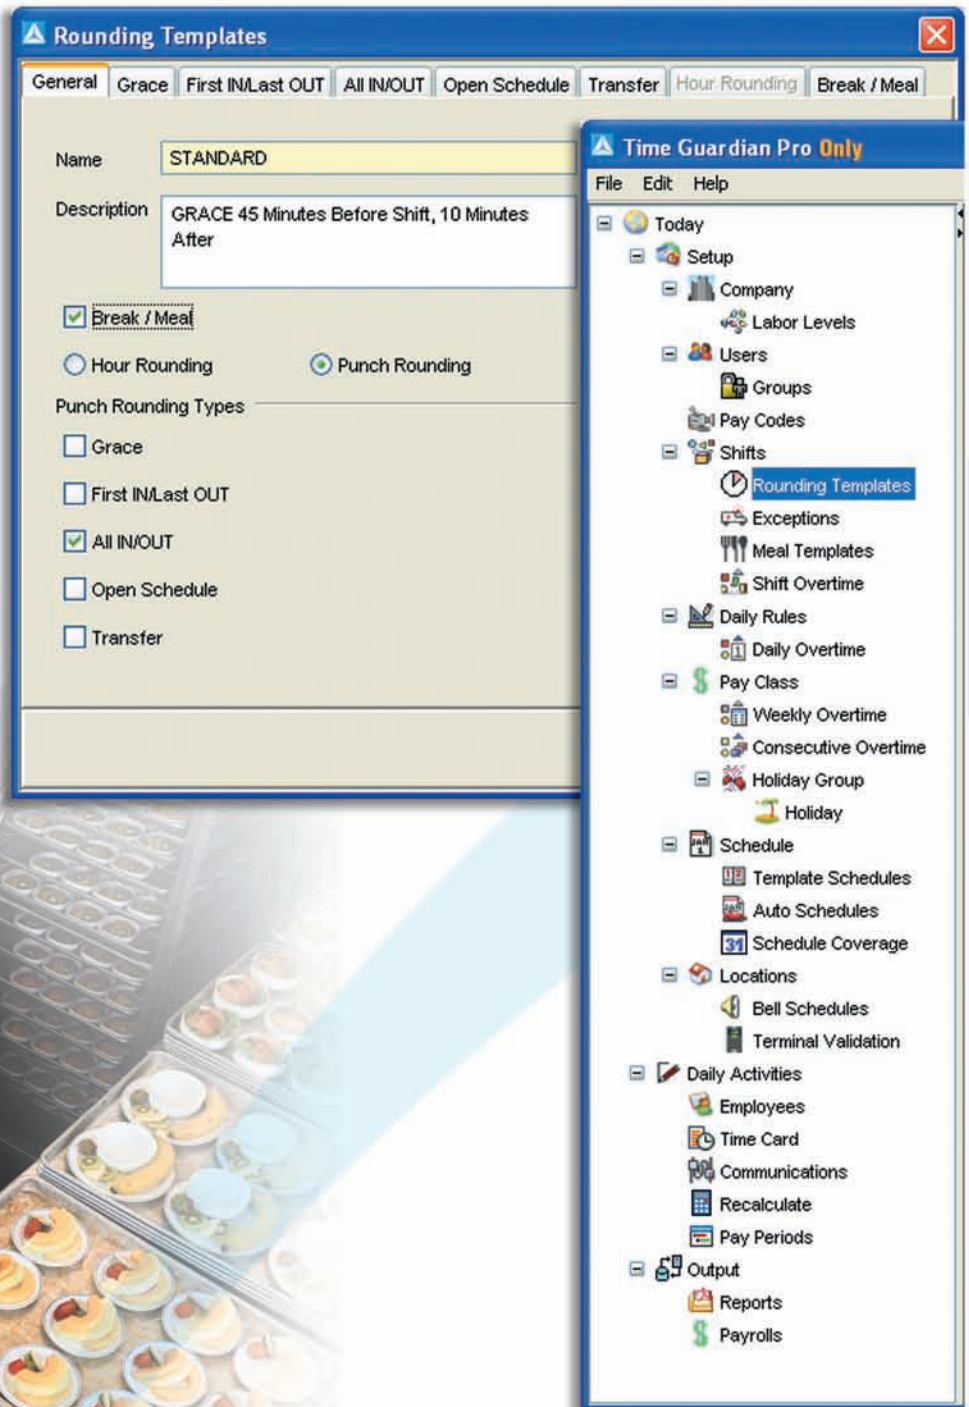 Rounding Templates
General Grace First IN/Last OUT All IN/OUT Open Schedule Transfer Hour Rounding Break / Meal
Name STANDARD
Description GRACE 45 Minutes Before Shift, 10 Minutes
After
Break / Meal
Hour Rounding Punch Rounding
Punch Rounding Types
Grace
First IN/Last OUT
All IN/OUT
Open Schedule
Transfer
Time Guardian Pro Only
File Edit Help
Today
Setup
Company
Labor Levels
Users
Groups
Pay Codes
Shifts
Rounding Templates
Exceptions
Meal Templates
Shift Overtime
Daily Rules
Daily Overtime
Pay Class
Weekly Overtime
Consecutive Overtime
Holiday Group
Holiday
Schedule
Template Schedules
Auto Schedules
Schedule Coverage
Locations
Bell Schedules
Terminal Validation
Daily Activities
Employees
Time Card
Communications
Recalculate
Pay Periods
Output
Reports
Payrolls